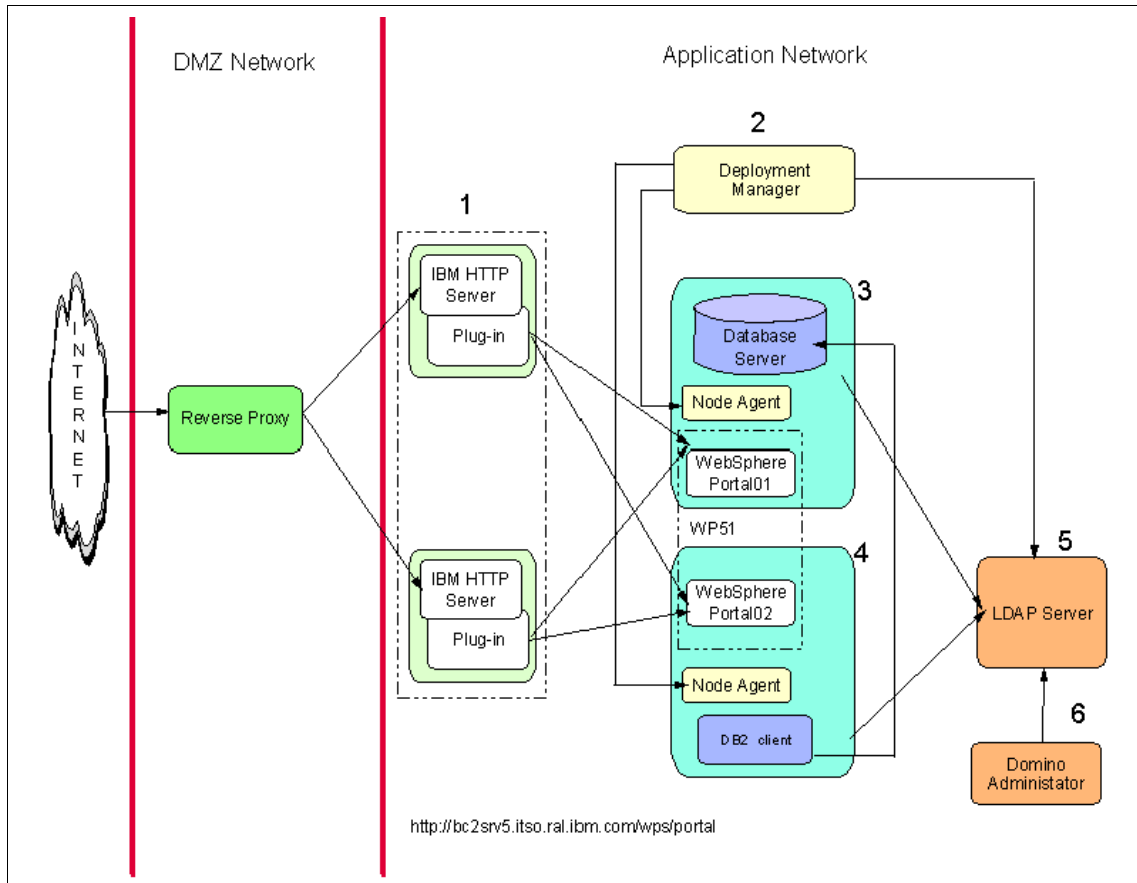 DMZ Network
Application Network
INTERNET
Reverse Proxy
1
IBM HTTP
Server
Plug-in
IBM HTTP
Server
Plug-in
2
Deployment
Manager
3
Database
Server
Node Agent
WebSphere
Portal01
WP51
4
WebSphere
Portal02
Node Agent
DB2 client
5
LDAP Server
6
Domino
Administator
http://bc2srv5.itso.ral.ibm.com/wps/portal